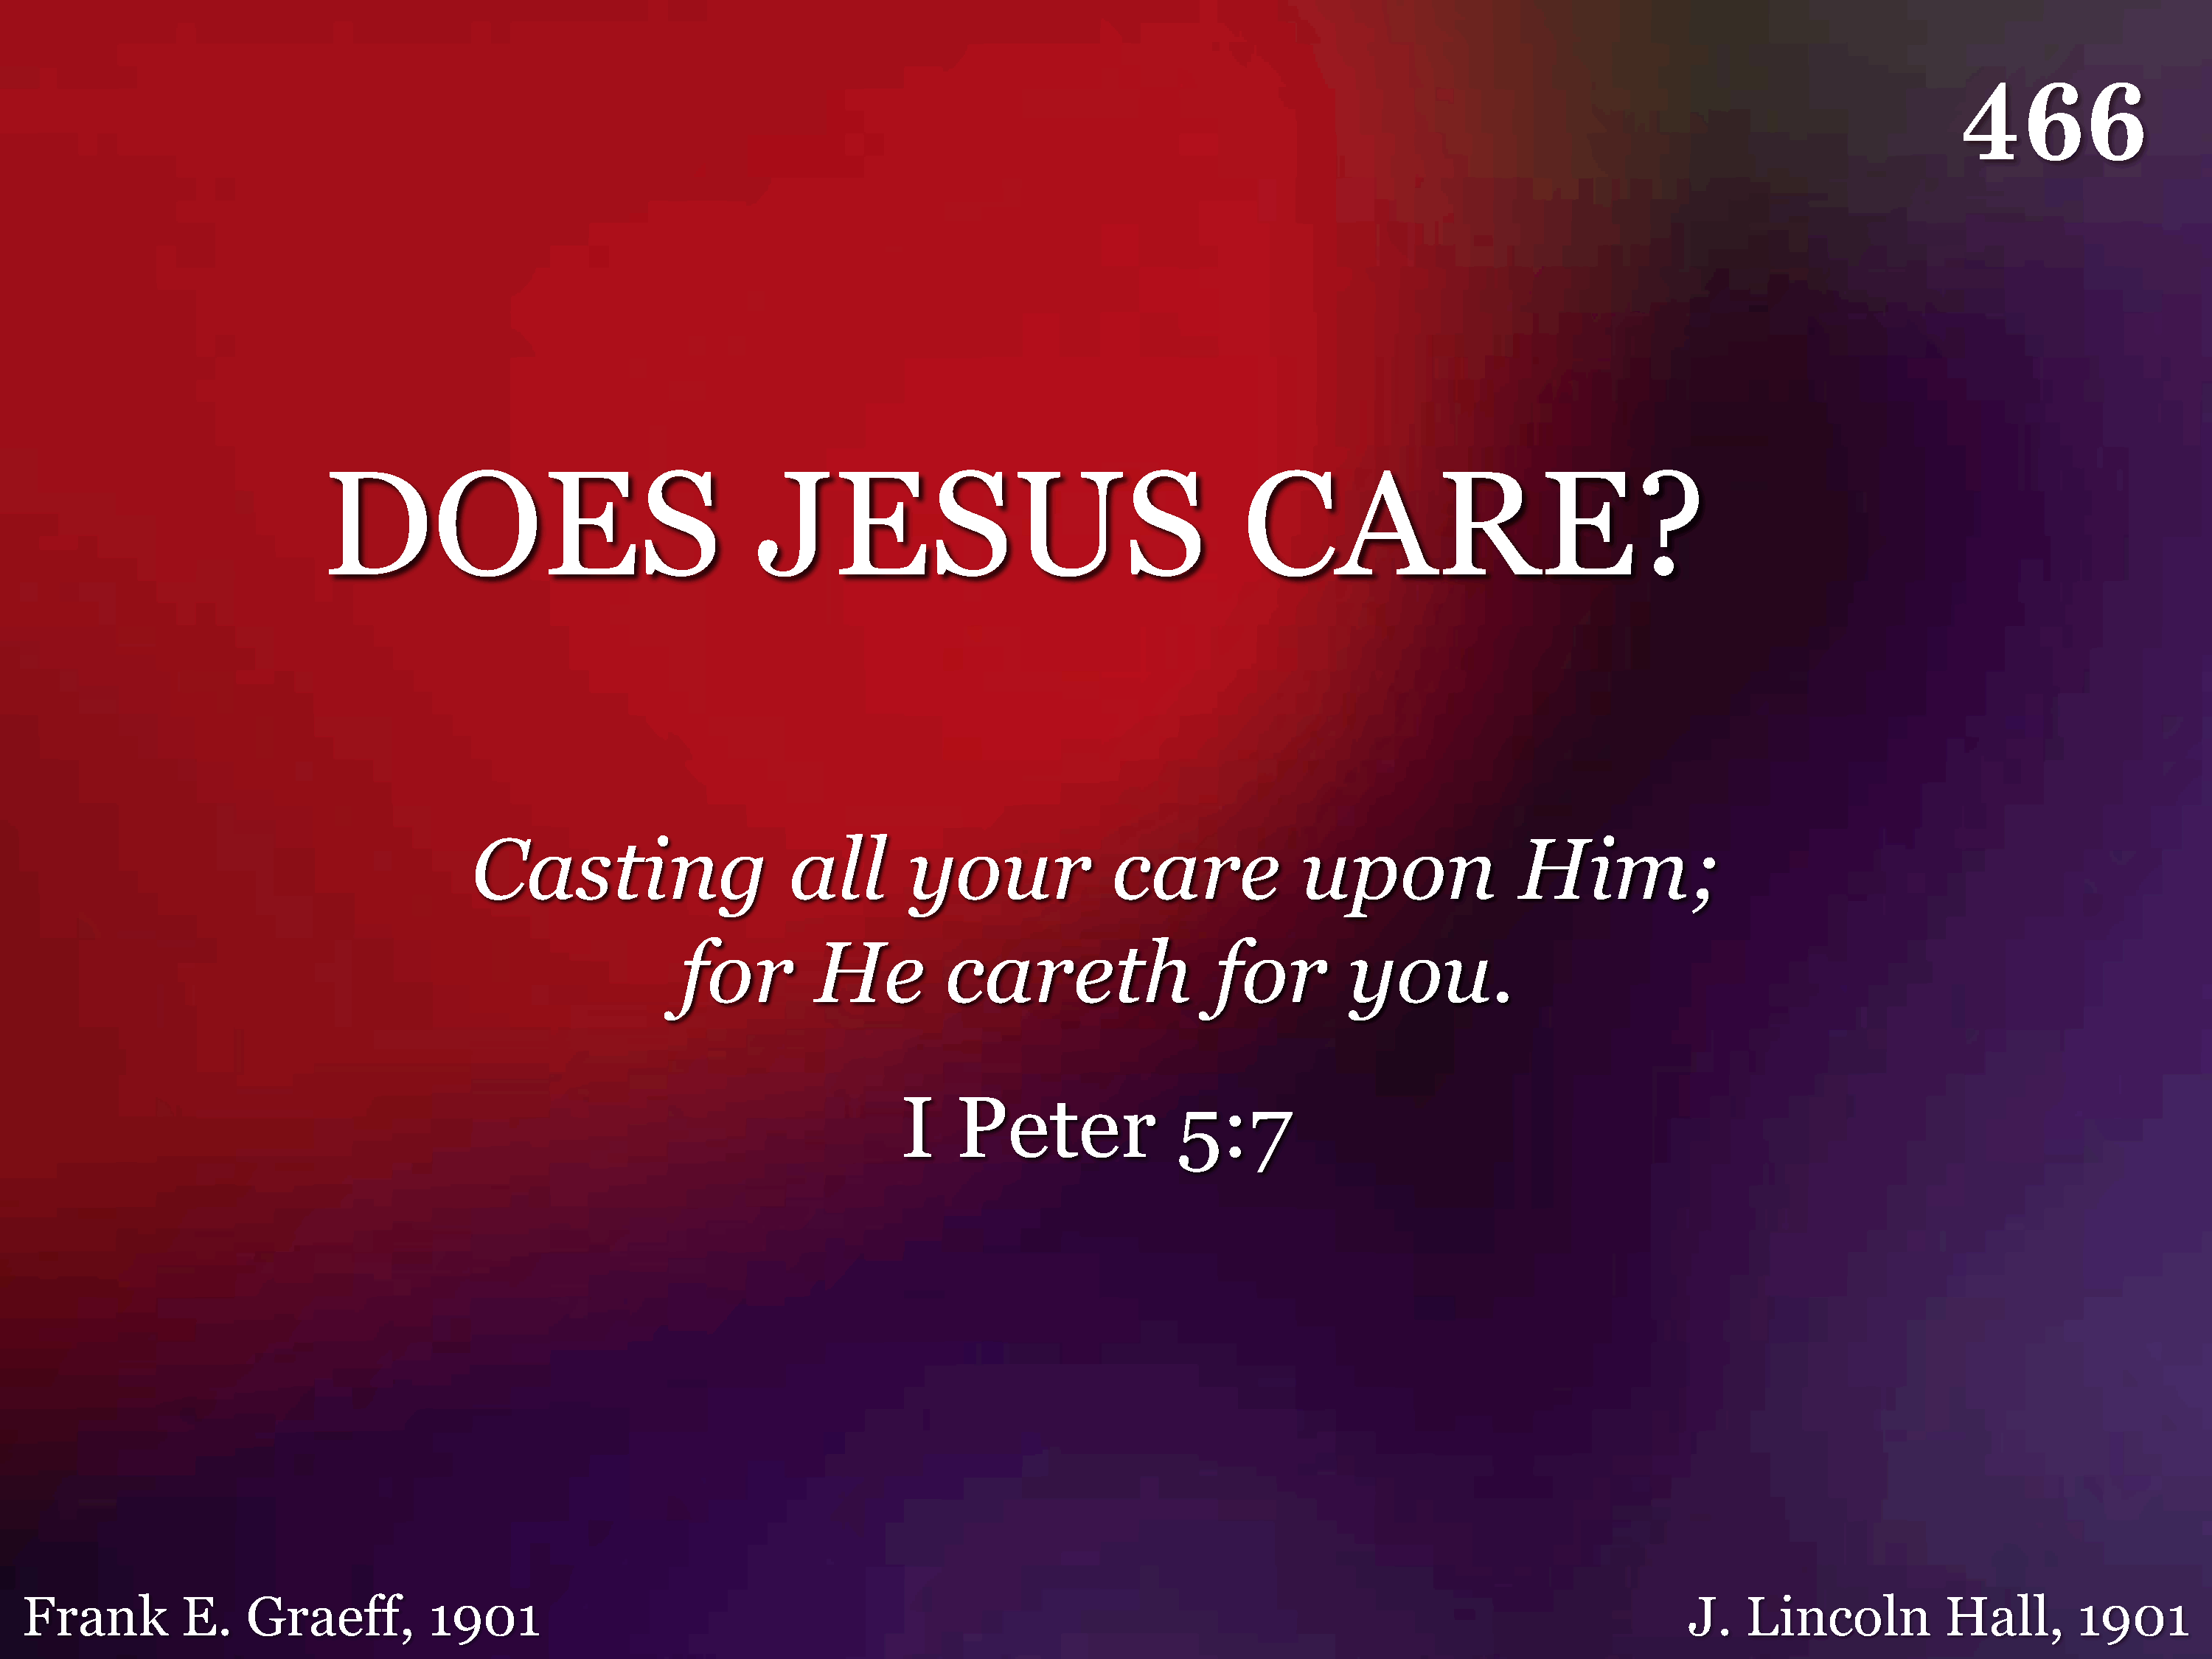 466
DOES JESUS CARE?
Casting all your care upon Him;
for He careth for you.
I Peter 5:7
Frank E. Graeff, 1901
J. Lincoln Hall, 1901